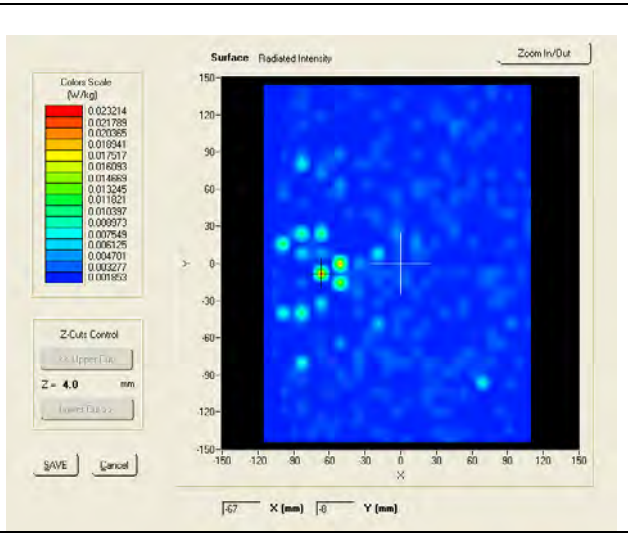 Surface Radiated Intensity
Zoom In/Out
Colors Scale
(W/kg)
0.023214
0.021789
0.020365
0.018941
0.017517
0.016093
0.014669
0.013245
0.011821
0.010397
0.008973
0.007549
0.006125
0.004701
0.003277
0.001853
150
120
90
60
30
0
-30
-60
-90
-120
-150
Y
-150 -120 -90 -60 -30 0 30 60 90 120 150
X
Z-Cuts Control
Z = 4.0 mm
SAVE Cancel
-67 X (mm) Y (mm)